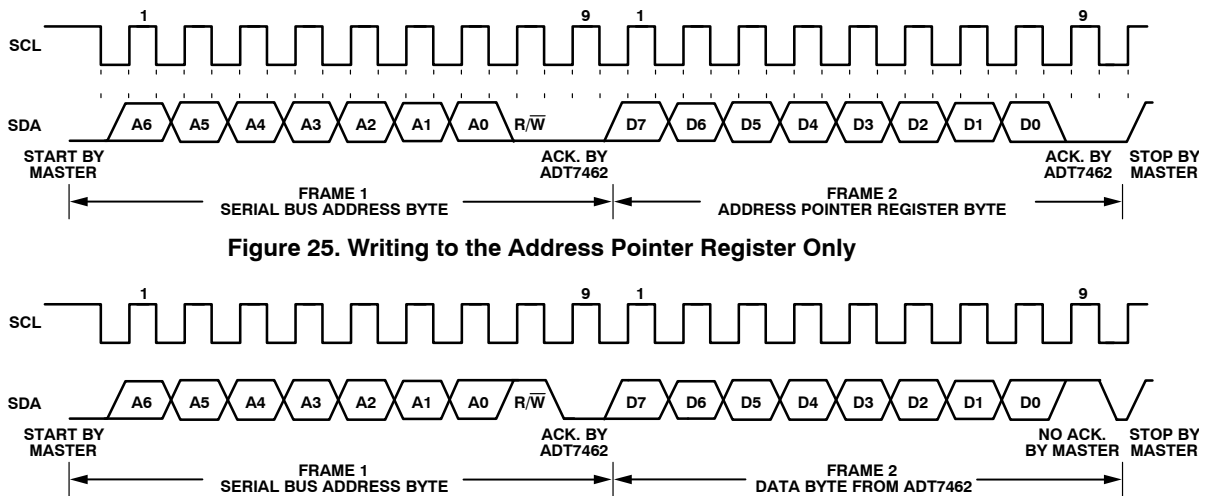 1 9 1 9
SCL
SDA A6 A5 A4 A3 A2 A1 A0 R/W̅ D7 D6 D5 D4 D3 D2 D1 D0
START BY MASTER
ACK. BY ADT7462
ACK. BY ADT7462
STOP BY MASTER
FRAME 1
SERIAL BUS ADDRESS BYTE
FRAME 2
ADDRESS POINTER REGISTER BYTE
Figure 25. Writing to the Address Pointer Register Only
1 9 1 9
SCL
SDA A6 A5 A4 A3 A2 A1 A0 R/W̅ D7 D6 D5 D4 D3 D2 D1 D0
START BY MASTER
ACK. BY ADT7462
NO ACK. BY MASTER
STOP BY MASTER
FRAME 1
SERIAL BUS ADDRESS BYTE
FRAME 2
DATA BYTE FROM ADT7462